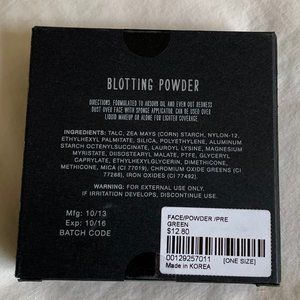 BLOTTING POWDER
DIRECTIONS: FORMULATED TO ABSORB OIL AND EVEN OUT REDNESS
DUST OVER FACE WITH SPONGE APPLICATOR. CAN BE USED OVER
LIQUID MAKEUP OR ALONE FOR LIGHTER COVERAGE.
INGREDIENTS: TALC, ZEA MAYS (CORN) STARCH, NYLON-12,
ETHYLHEXYL PALMITATE, SILICA, POLYETHYLENE, ALUMINUM
STARCH OCTENYLSUCCINATE, LAUROYL LYSINE, MAGNESIUM
MYRISTATE, DIISOSTEARYL MALATE, PTFE, GLYCERYL
CAPRYLATE, ETHYLHEXYLGLYCERIN, DIMETHICONE,
METHICONE, MICA (CI 77019), CHROMIUM OXIDE GREENS (CI
77288), IRON OXIDES (CI 77492).
WARNING: FOR EXTERNAL USE ONLY.
IF IRRITATION DEVELOPS, DISCONTINUE USE.
Mfg: 10/13
Exp: 10/16
BATCH CODE
FACE/POWDER /PRE
GREEN
$12.80
00129257011
[ONE SIZE]
Made in KOREA